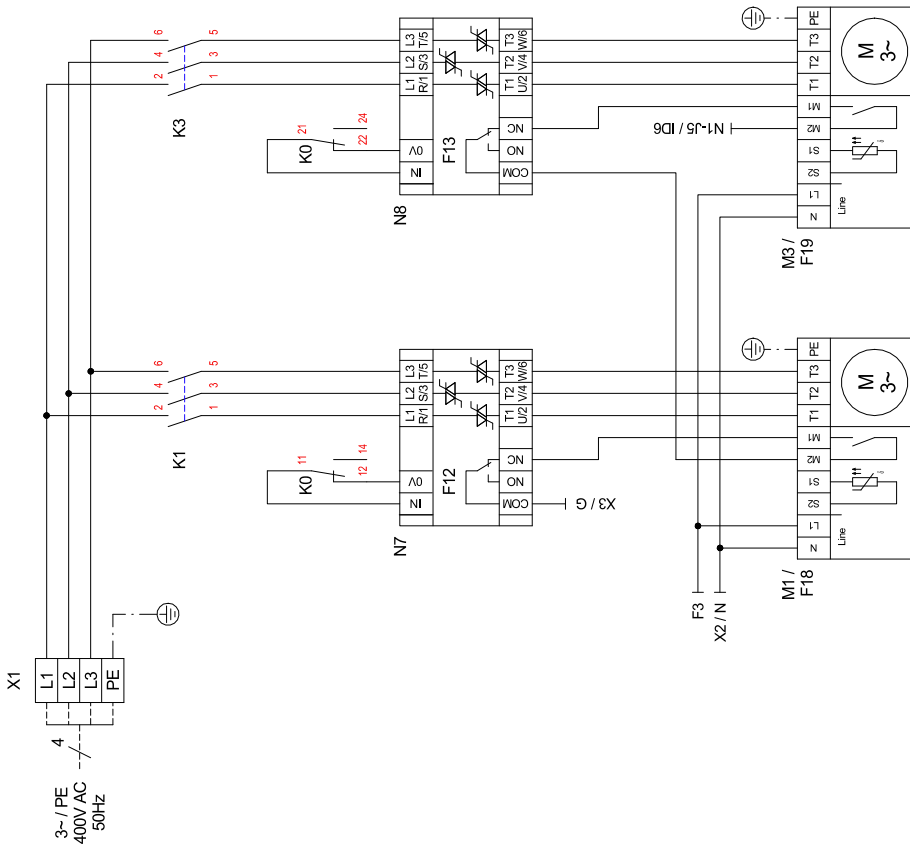 X1
L1
L2
L3
PE
4
3~ / PE
400V AC
50Hz
K1
2
4
6
1
3
5
K0
11
12
14
N7
F12
IN
0V
L1
R/1
L2
S/3
L3
T/5
COM
NO
NC
T1
U/2
T2
V/4
T3
W/6
X3 / G
F3
X2 / N
M1 /
F18
N
L1
S2
S1
M2
M1
T1
T2
T3
PE
Line
M
3~
K3
2
4
6
1
3
5
K0
21
22
24
N8
F13
IN
0V
L1
R/1
L2
S/3
L3
T/5
COM
NO
NC
T1
U/2
T2
V/4
T3
W/6
N1-J5 / ID6
M3 /
F19
N
L1
S2
S1
M2
M1
T1
T2
T3
PE
Line
M
3~